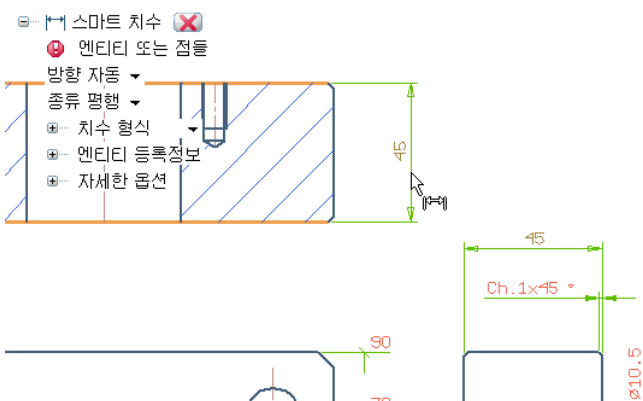 스마트 치수
엔티티 또는 점들
방향 자동
종류 평행
치수 형식
엔티티 등록정보
자세한 옵션
45
45
Ch.1x45 °
90
70
ø10.5